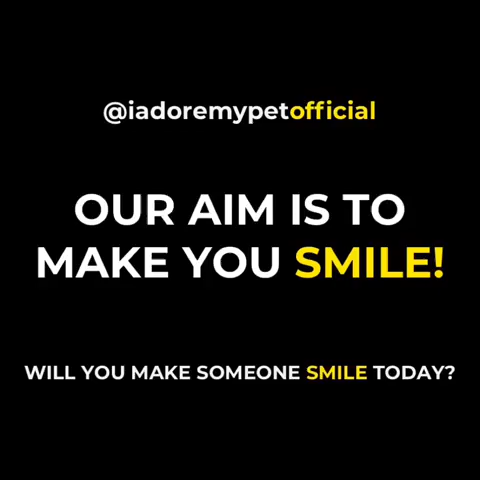 @iadoremypetofficial
OUR AIM IS TO
MAKE YOU SMILE!
WILL YOU MAKE SOMEONE SMILE TODAY?